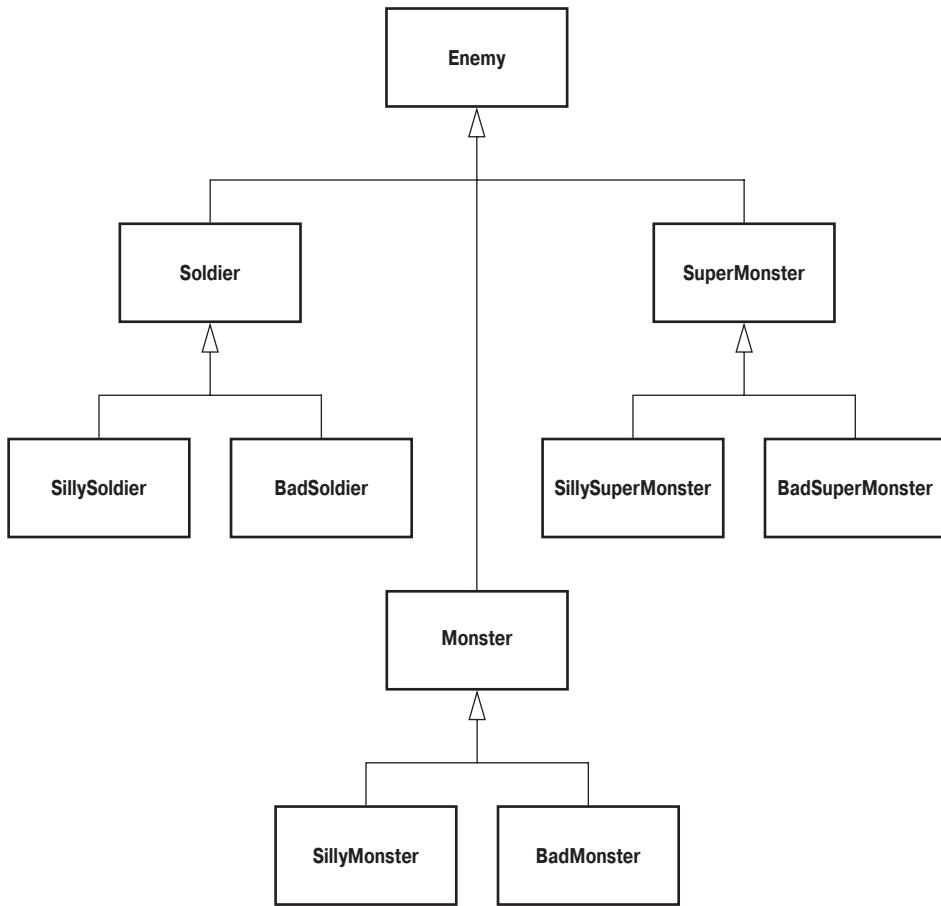 Enemy
Soldier
SuperMonster
SillySoldier
BadSoldier
SillySuperMonster
BadSuperMonster
Monster
SillyMonster
BadMonster